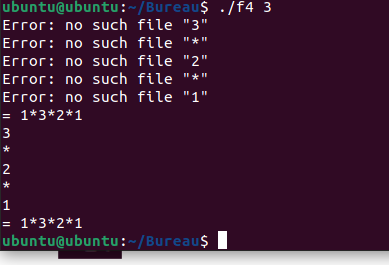 ubuntu@ubuntu:~/Bureau$ ./f4 3
Error: no such file "3"
Error: no such file "*"
Error: no such file "2"
Error: no such file "*"
Error: no such file "1"
= 1*3*2*1
3
*
2
*
1
= 1*3*2*1
ubuntu@ubuntu:~/Bureau$